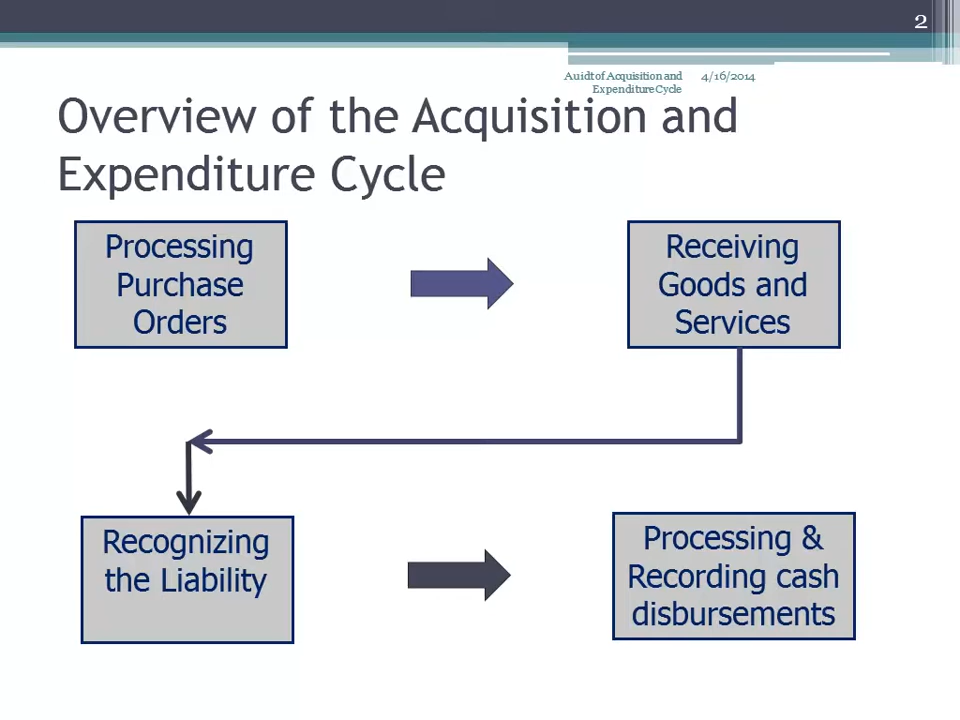 2
Auidt of Acquisition and
Expenditure Cycle
4/16/2014
Overview of the Acquisition and
Expenditure Cycle
Processing
Purchase
Orders
Receiving
Goods and
Services
Recognizing
the Liability
Processing &
Recording cash
disbursements